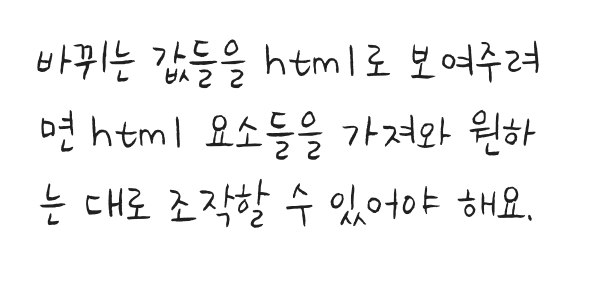 바뀌는 값들을 html로 보여주려
면 html 요소들을 가져와 원하
는 대로 조작할 수 있어야 해요.